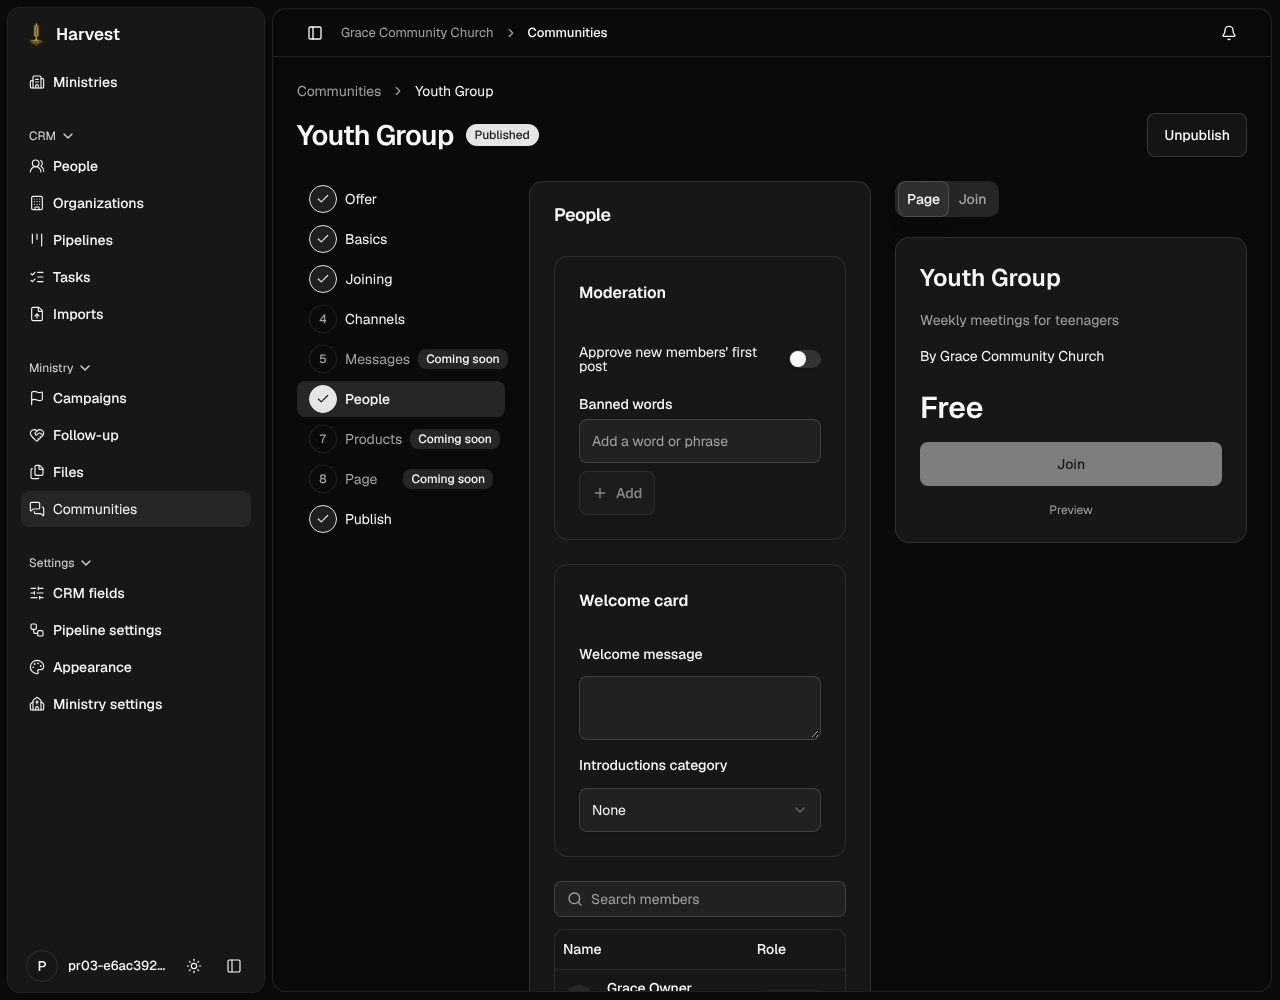 Harvest
Ministries
CRM
People
Organizations
Pipelines
Tasks
Imports
Ministry
Campaigns
Follow-up
Files
Communities
Settings
CRM fields
Pipeline settings
Appearance
Ministry settings
P
pr03-e6ac392…
Grace Community Church
Communities
Communities
Youth Group
Youth Group
Published
Unpublish
Offer
Basics
Joining
4 Channels
5 Messages Coming soon
People
7 Products Coming soon
8 Page Coming soon
Publish
People
Moderation
Approve new members' first
post
Banned words
Add a word or phrase
Add
Welcome card
Welcome message
Introductions category
None
Search members
Name Role
Grace Owner
Page Join
Youth Group
Weekly meetings for teenagers
By Grace Community Church
Free
Join
Preview